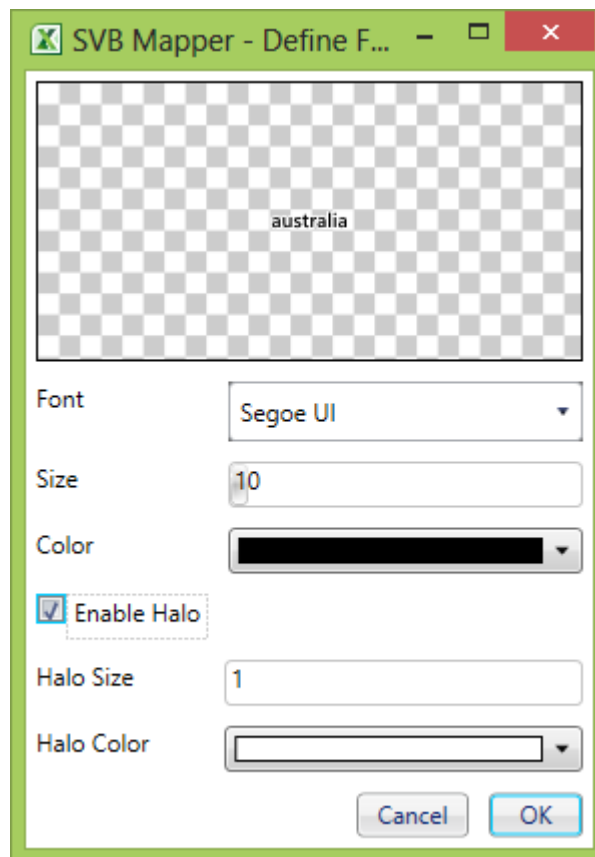 SVB Mapper - Define F...
australia
Font
Segoe UI
Size
10
Color
Enable Halo
Halo Size
1
Halo Color
Cancel
OK